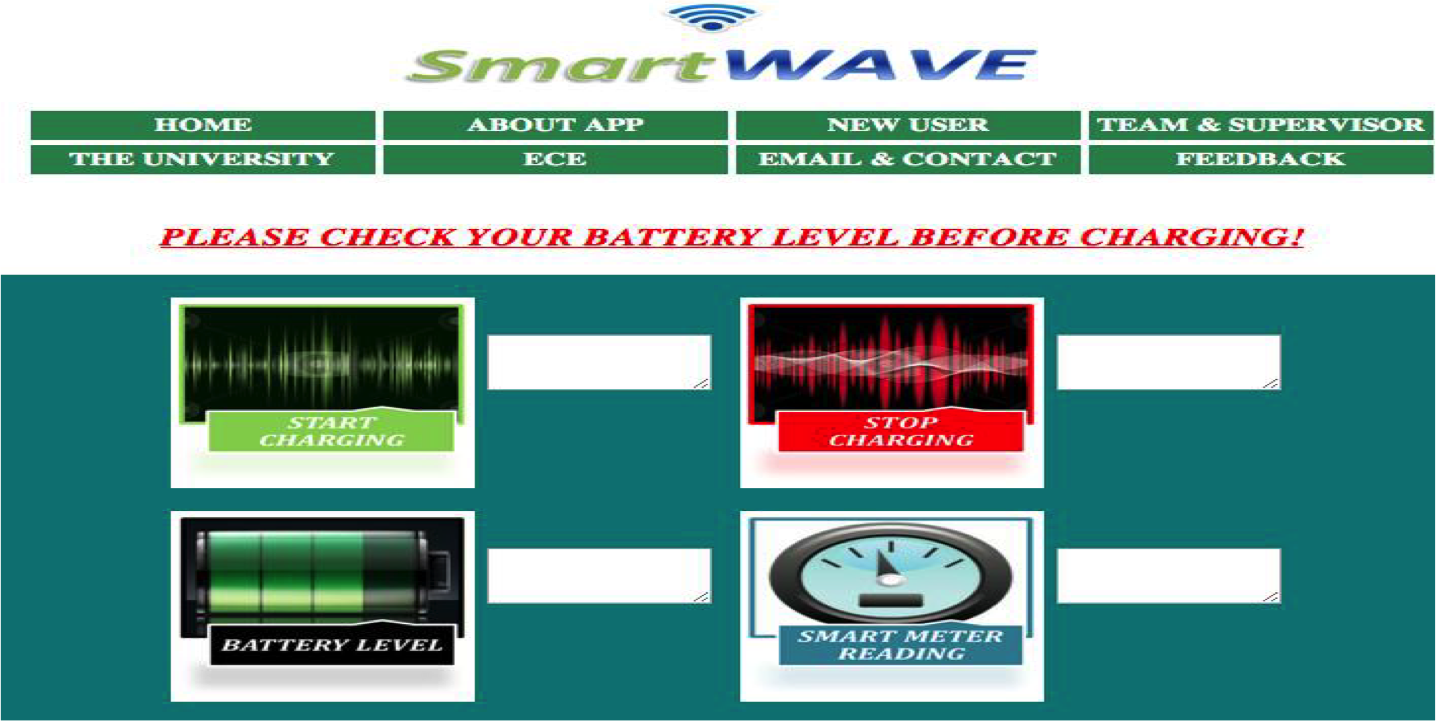 SmartWAVE
HOME ABOUT APP NEW USER TEAM & SUPERVISOR
THE UNIVERSITY ECE EMAIL & CONTACT FEEDBACK
PLEASE CHECK YOUR BATTERY LEVEL BEFORE CHARGING!
START
CHARGING
STOP
CHARGING
BATTERY LEVEL
SMART METER
READING